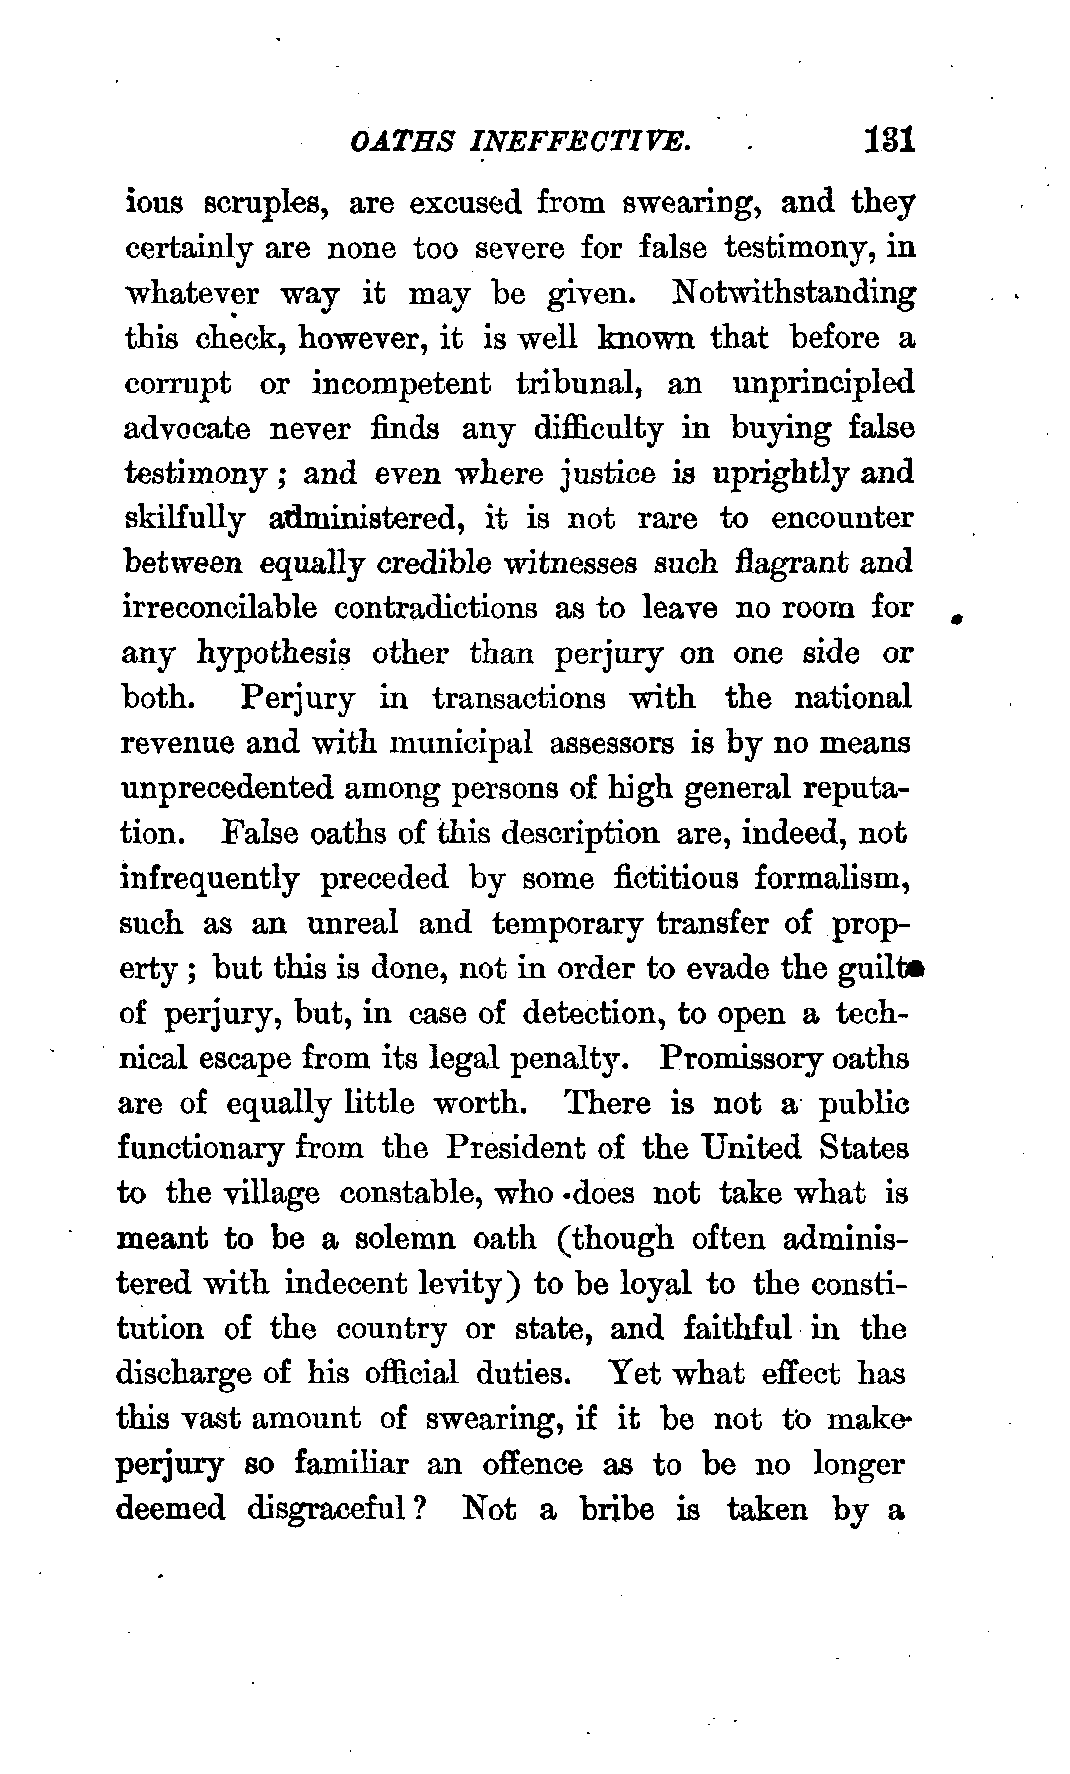 OATHS INEFFECTIVE. 131
ious scruples, are excused from swearing, and they
certainly are none too severe for false testimony, in
whatever way it may be given. Notwithstanding
this check, however, it is well known that before a
corrupt or incompetent tribunal, an unprincipled
advocate never finds any difficulty in buying false
testimony ; and even where justice is uprightly and
skilfully administered, it is not rare to encounter
between equally credible witnesses such flagrant and
irreconcilable contradictions as to leave no room for
any hypothesis other than perjury on one side or
both. Perjury in transactions with the national
revenue and with municipal assessors is by no means
unprecedented among persons of high general reputa-
tion. False oaths of this description are, indeed, not
infrequently preceded by some fictitious formalism,
such as an unreal and temporary transfer of prop-
erty ; but this is done, not in order to evade the guilt
of perjury, but, in case of detection, to open a tech-
nical escape from its legal penalty. Promissory oaths
are of equally little worth. There is not a public
functionary from the President of the United States
to the village constable, who does not take what is
meant to be a solemn oath (though often adminis-
tered with indecent levity) to be loyal to the consti-
tution of the country or state, and faithful in the
discharge of his official duties. Yet what effect has
this vast amount of swearing, if it be not to make
perjury so familiar an offence as to be no longer
deemed disgraceful ? Not a bribe is taken by a